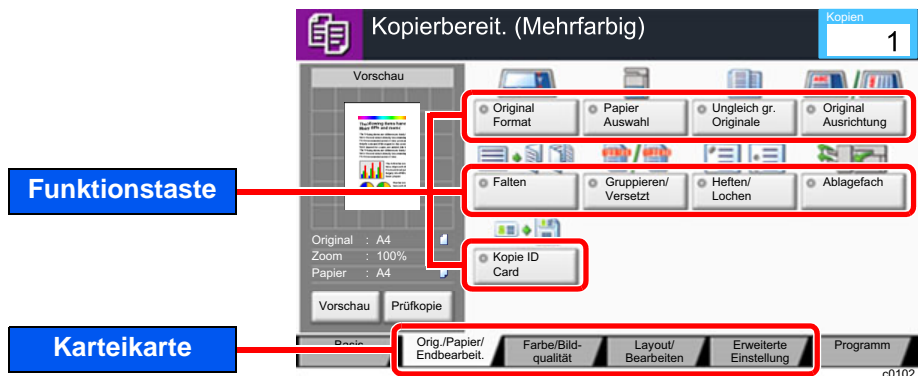 Kopierbereit. (Mehrfarbig)
Kopien
1
Vorschau
Original
Format
Papier
Auswahl
Ungleich gr.
Originale
Original
Ausrichtung
Funktionstaste
Falten
Gruppieren/
Versetzt
Heften/
Lochen
Ablagefach
Original : A4
Zoom : 100%
Papier : A4
Kopie ID
Card
Vorschau
Prüfkopie
Karteikarte
Basis
Orig./Papier/
Endbearbeit.
Farbe/Bild-
qualität
Layout/
Bearbeiten
Erweiterte
Einstellung
Programm
c0102